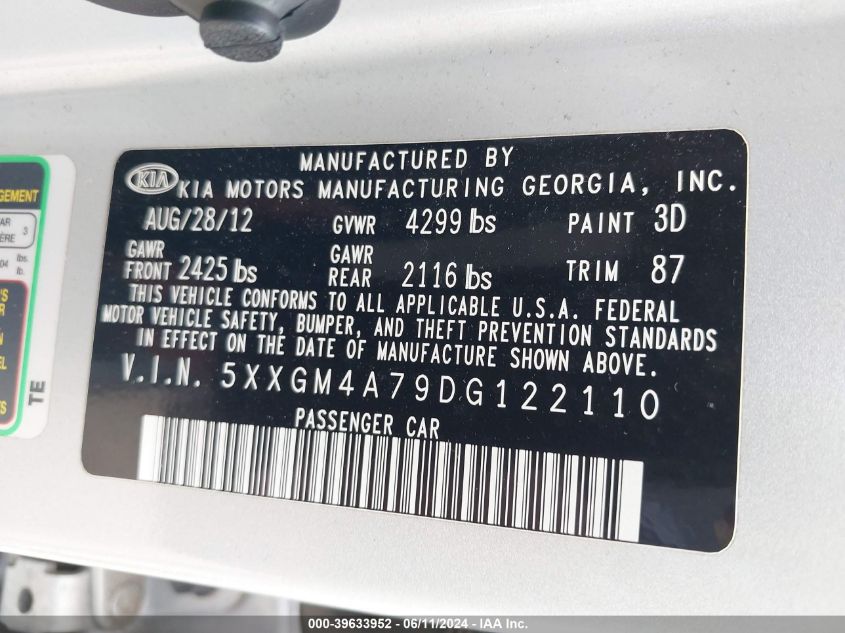 MANUFACTURED BY
KIA KIA MOTORS MANUFACTURING GEORGIA, INC.
AUG/28/12 GVWR 4299 lbs PAINT 3D
GAWR FRONT 2425 lbs GAWR REAR 2116 lbs TRIM 87
THIS VEHICLE CONFORMS TO ALL APPLICABLE U.S.A. FEDERAL
MOTOR VEHICLE SAFETY, BUMPER, AND THEFT PREVENTION STANDARDS
IN EFFECT ON THE DATE OF MANUFACTURE SHOWN ABOVE.
V.I.N. 5XXGM4A79DG122110
PASSENGER CAR
3
lbs.
TE
000-39633952 - 06/11/2024 - IAA Inc.